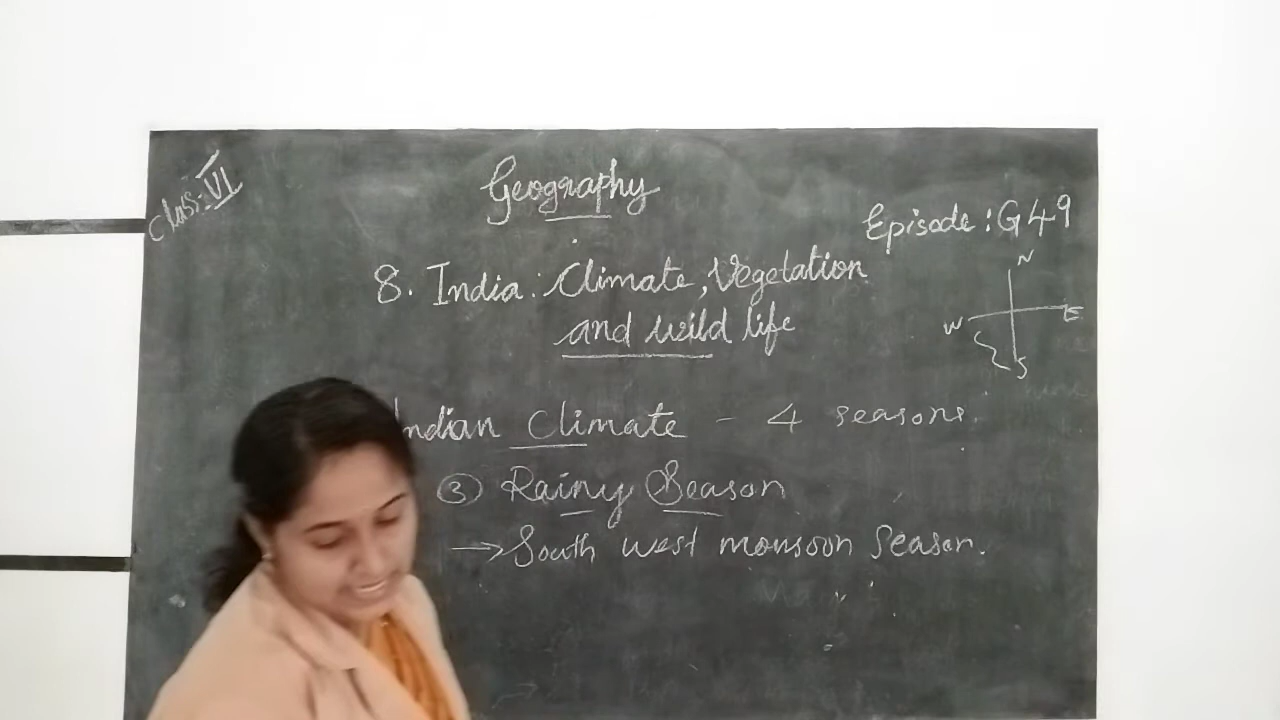 Class: VI
Geography
Episode: G49
8. India: Climate, Vegetation
and wild life
N
W
E
S
Indian Climate - 4 seasons.
③ Rainy Season
→ South west monsoon Season.